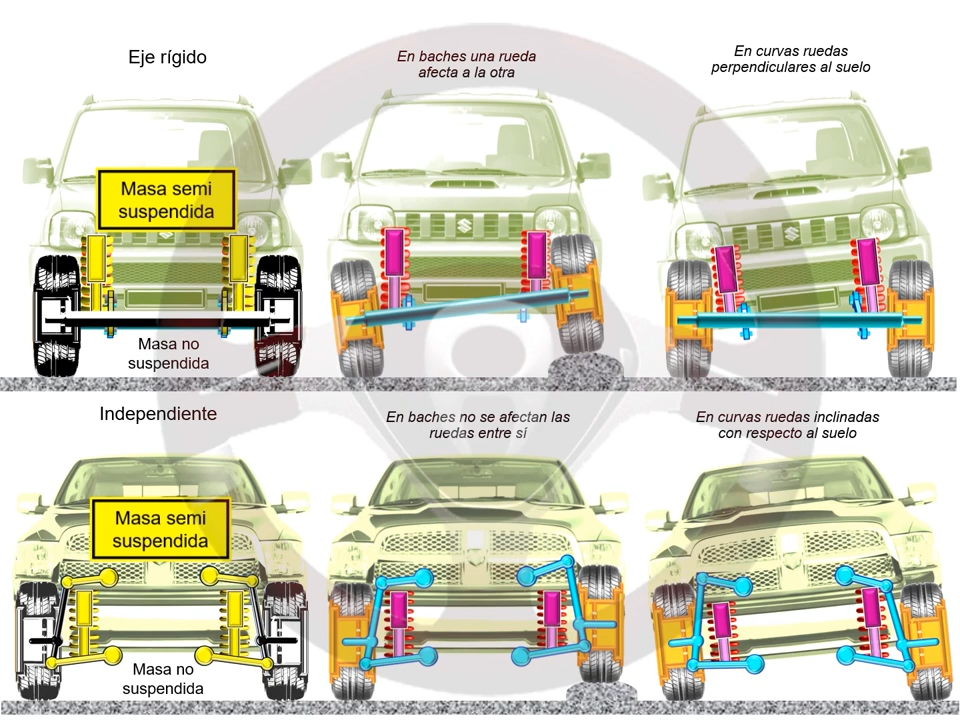 Eje rígido
En baches una rueda
afecta a la otra
En curvas ruedas
perpendiculares al suelo
Masa semi
suspendida
Masa no
suspendida
Independiente
En baches no se afectan las
ruedas entre sí
En curvas ruedas inclinadas
con respecto al suelo
Masa semi
suspendida
Masa no
suspendida